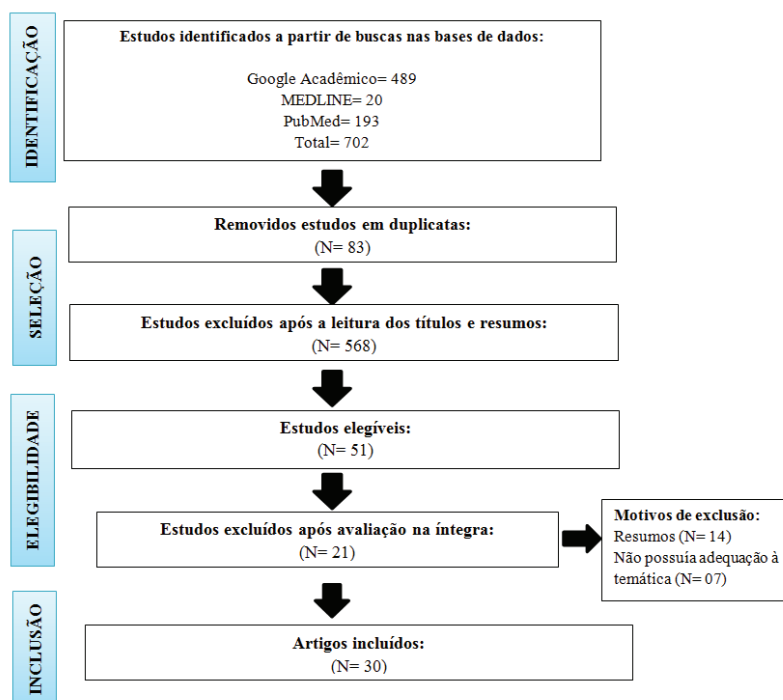 IDENTIFICAÇÃO
Estudos identificados a partir de buscas nas bases de dados:
Google Acadêmico= 489
MEDLINE= 20
PubMed= 193
Total= 702
SELEÇÃO
Removidos estudos em duplicatas:
(N= 83)
Estudos excluídos após a leitura dos títulos e resumos:
(N= 568)
ELEGIBILIDADE
Estudos elegíveis:
(N= 51)
Estudos excluídos após avaliação na íntegra:
(N= 21)
Motivos de exclusão:
Resumos (N= 14)
Não possuía adequação à
temática (N= 07)
INCLUSÃO
Artigos incluídos:
(N= 30)